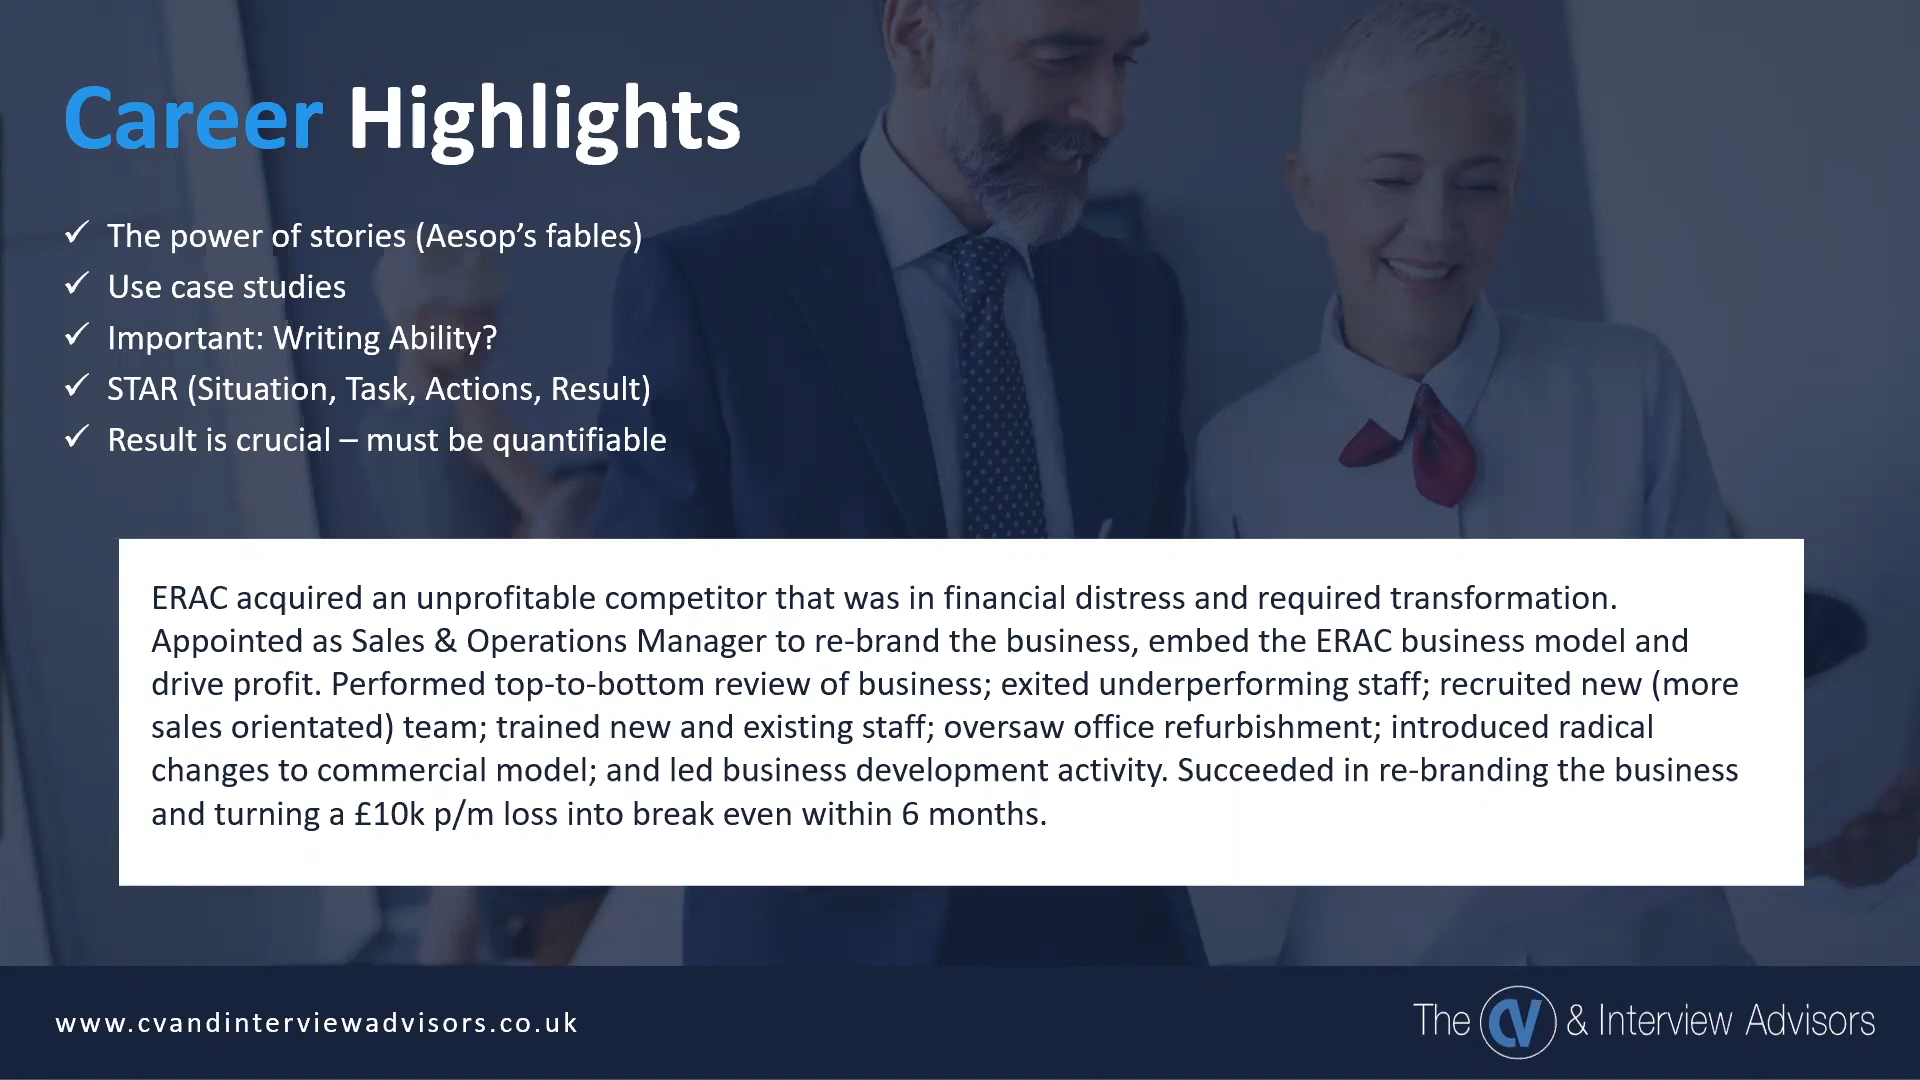 Career Highlights
The power of stories (Aesop’s fables)
Use case studies
Important: Writing Ability?
STAR (Situation, Task, Actions, Result)
Result is crucial – must be quantifiable
ERAC acquired an unprofitable competitor that was in financial distress and required transformation.
Appointed as Sales & Operations Manager to re-brand the business, embed the ERAC business model and
drive profit. Performed top-to-bottom review of business; exited underperforming staff; recruited new (more
sales orientated) team; trained new and existing staff; oversaw office refurbishment; introduced radical
changes to commercial model; and led business development activity. Succeeded in re-branding the business
and turning a £10k p/m loss into break even within 6 months.
www.cvandinterviewadvisors.co.uk
The CV & Interview Advisors